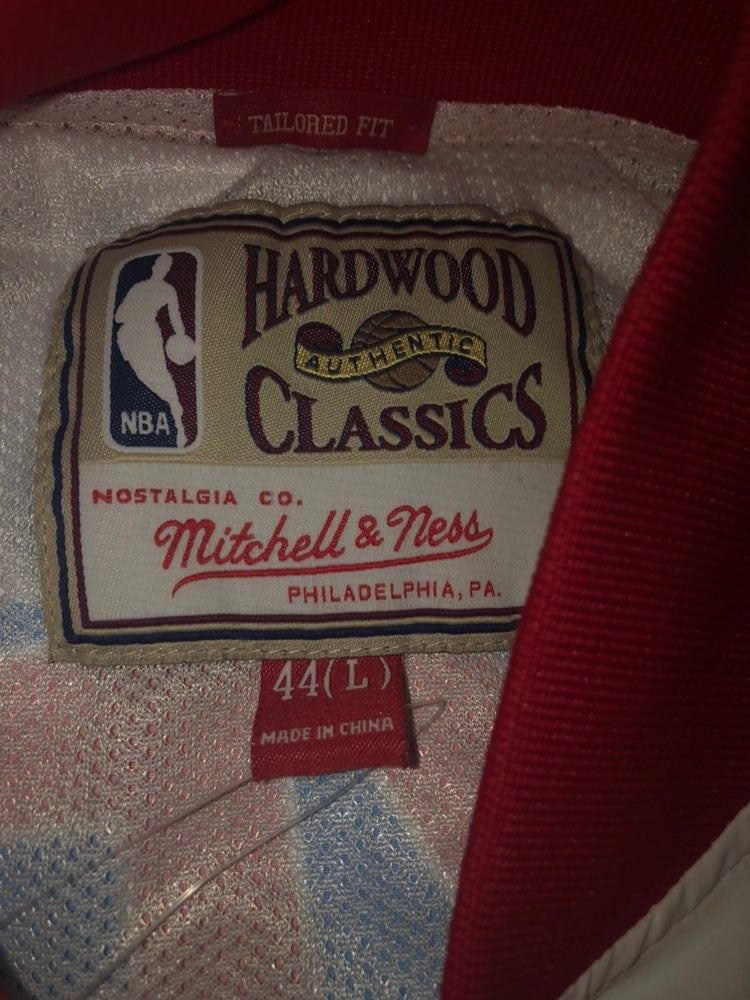 TAILORED FIT
HARDWOOD
AUTHENTIC
CLASSICS
NBA
NOSTALGIA CO.
Mitchell & Ness
PHILADELPHIA, PA.
44(L)
MADE IN CHINA